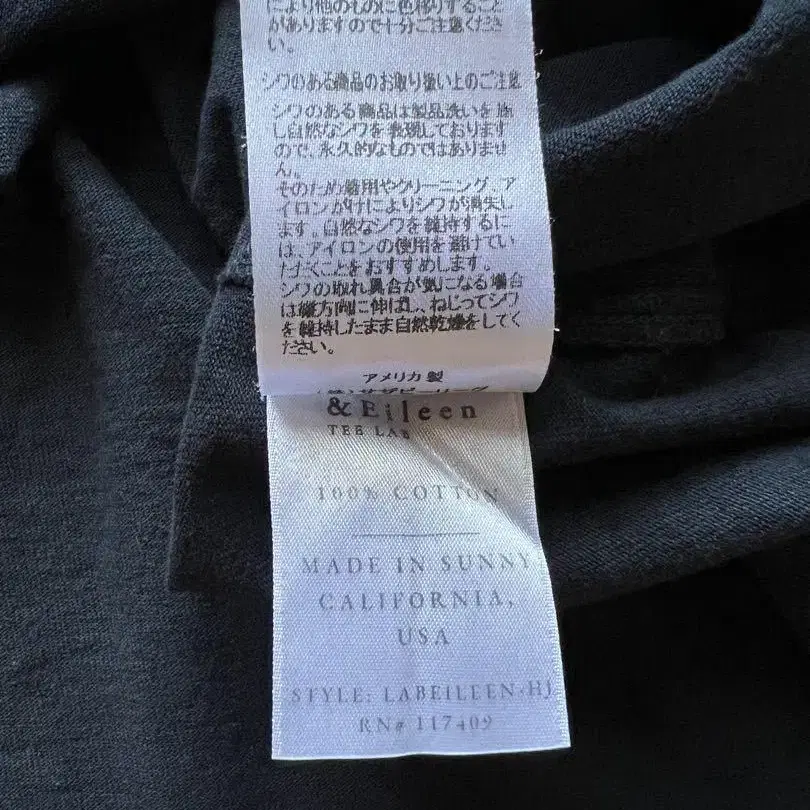 により他のものに色移りすること
がありますので十分ご注意くださ
い。
シワのある商品のお取り扱い上のご注意
シワのある商品は製品洗いを施
し自然なシワを表現しております
ので、永久的なものではありませ
ん。
そのため着用やクリーニング、ア
イロンがけによりシワが消失し
ます。自然なシワを維持するに
は、アイロンの使用を避けてい
ただくことをおすすめします。
シワの取れ具合が気になる場合
は縦方向に伸ばし、ねじってシワ
を維持したまま自然乾燥をしてく
ださい。
アメリカ製
(株)サザビーリーグ
& Eileen
TEE LAB
100% COTTON
MADE IN SUNNY
CALIFORNIA,
USA
STYLE: LABEILEEN-HJ
RN# 117409